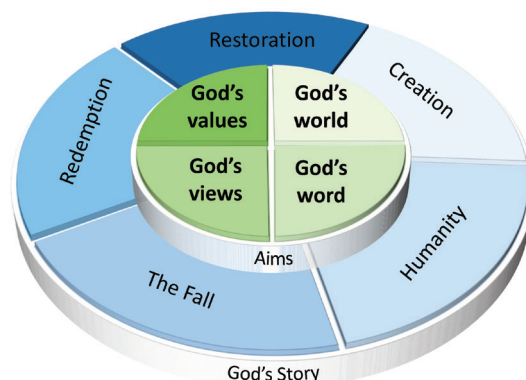 Restoration
Creation
Humanity
The Fall
Redemption
God's
values
God's
world
God's
views
God's
word
Aims
God's Story